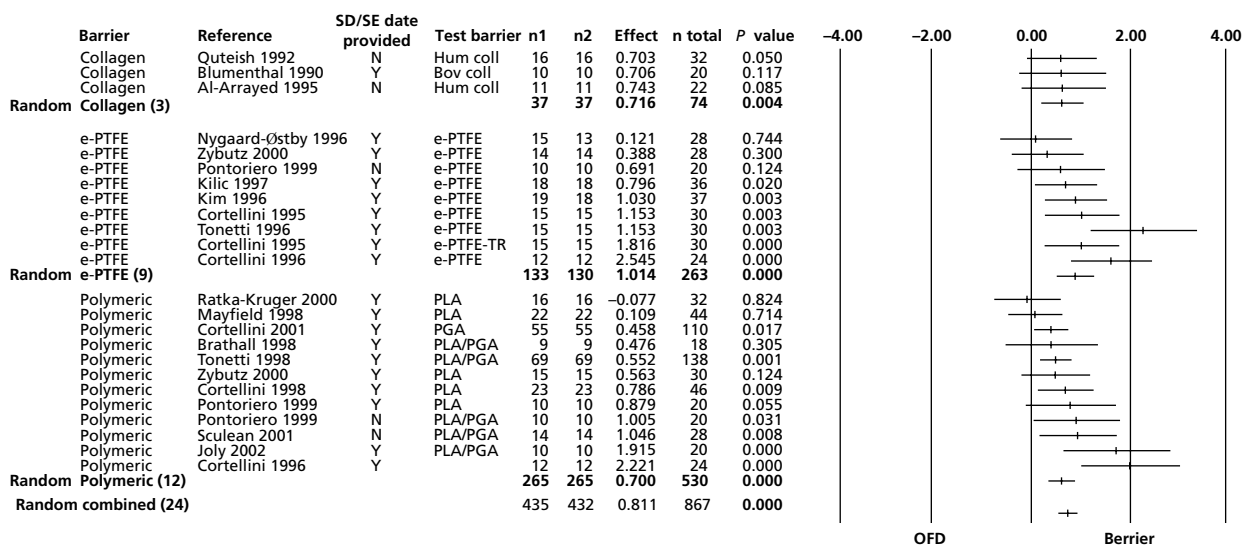 SD/SE date
Barrier Reference provided Test barrier n1 n2 Effect n total P value −4.00 −2.00 0.00 2.00 4.00
Collagen Quteish 1992 N Hum coll 16 16 0.703 32 0.050
Collagen Blumenthal 1990 Y Bov coll 10 10 0.706 20 0.117
Collagen Al-Arrayed 1995 N Hum coll 11 11 0.743 22 0.085
Random Collagen (3) 37 37 0.716 74 0.004
e-PTFE Nygaard-Østby 1996 Y e-PTFE 15 13 0.121 28 0.744
e-PTFE Zybutz 2000 Y e-PTFE 14 14 0.388 28 0.300
e-PTFE Pontoriero 1999 N e-PTFE 10 10 0.691 20 0.124
e-PTFE Kilic 1997 Y e-PTFE 18 18 0.796 36 0.020
e-PTFE Kim 1996 Y e-PTFE 19 18 1.030 37 0.003
e-PTFE Cortellini 1995 Y e-PTFE 15 15 1.153 30 0.003
e-PTFE Tonetti 1996 Y e-PTFE 15 15 1.153 30 0.003
e-PTFE Cortellini 1995 Y e-PTFE-TR 15 15 1.816 30 0.000
e-PTFE Cortellini 1996 Y e-PTFE 12 12 2.545 24 0.000
Random e-PTFE (9) 133 130 1.014 263 0.000
Polymeric Ratka-Kruger 2000 Y PLA 16 16 −0.077 32 0.824
Polymeric Mayfield 1998 Y PLA 22 22 0.109 44 0.714
Polymeric Cortellini 2001 Y PGA 55 55 0.458 110 0.017
Polymeric Brathall 1998 Y PLA/PGA 9 9 0.476 18 0.305
Polymeric Tonetti 1998 Y PLA/PGA 69 69 0.552 138 0.001
Polymeric Zybutz 2000 Y PLA 15 15 0.563 30 0.124
Polymeric Cortellini 1998 Y PLA 23 23 0.786 46 0.009
Polymeric Pontoriero 1999 Y PLA 10 10 0.879 20 0.055
Polymeric Pontoriero 1999 N PLA/PGA 10 10 1.005 20 0.031
Polymeric Sculean 2001 N PLA/PGA 14 14 1.046 28 0.008
Polymeric Joly 2002 Y PLA/PGA 10 10 1.915 20 0.000
Polymeric Cortellini 1996 Y 12 12 2.221 24 0.000
Random Polymeric (12) 265 265 0.700 530 0.000
Random combined (24) 435 432 0.811 867 0.000
OFD Berrier